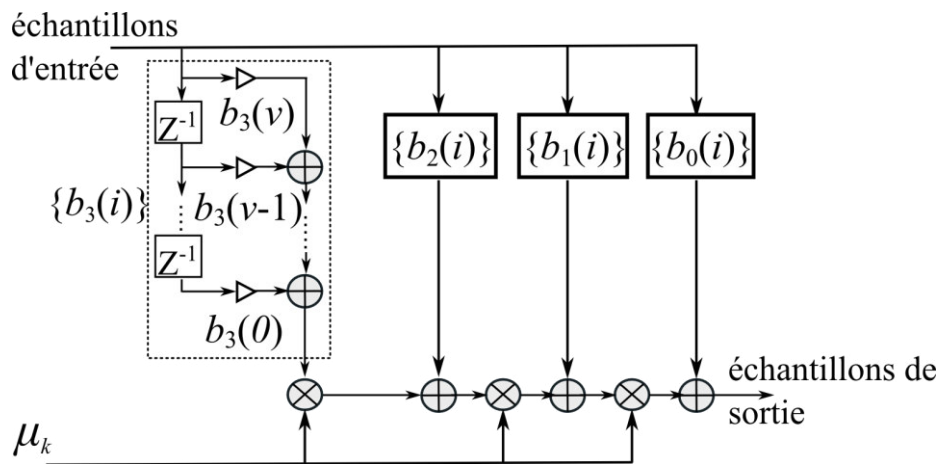 échantillons
d'entrée
b₃(v)
Z⁻¹
{b₂(i)}
{b₁(i)}
{b₀(i)}
{b₃(i)}
b₃(v-1)
Z⁻¹
b₃(0)
échantillons de
sortie
μₖ